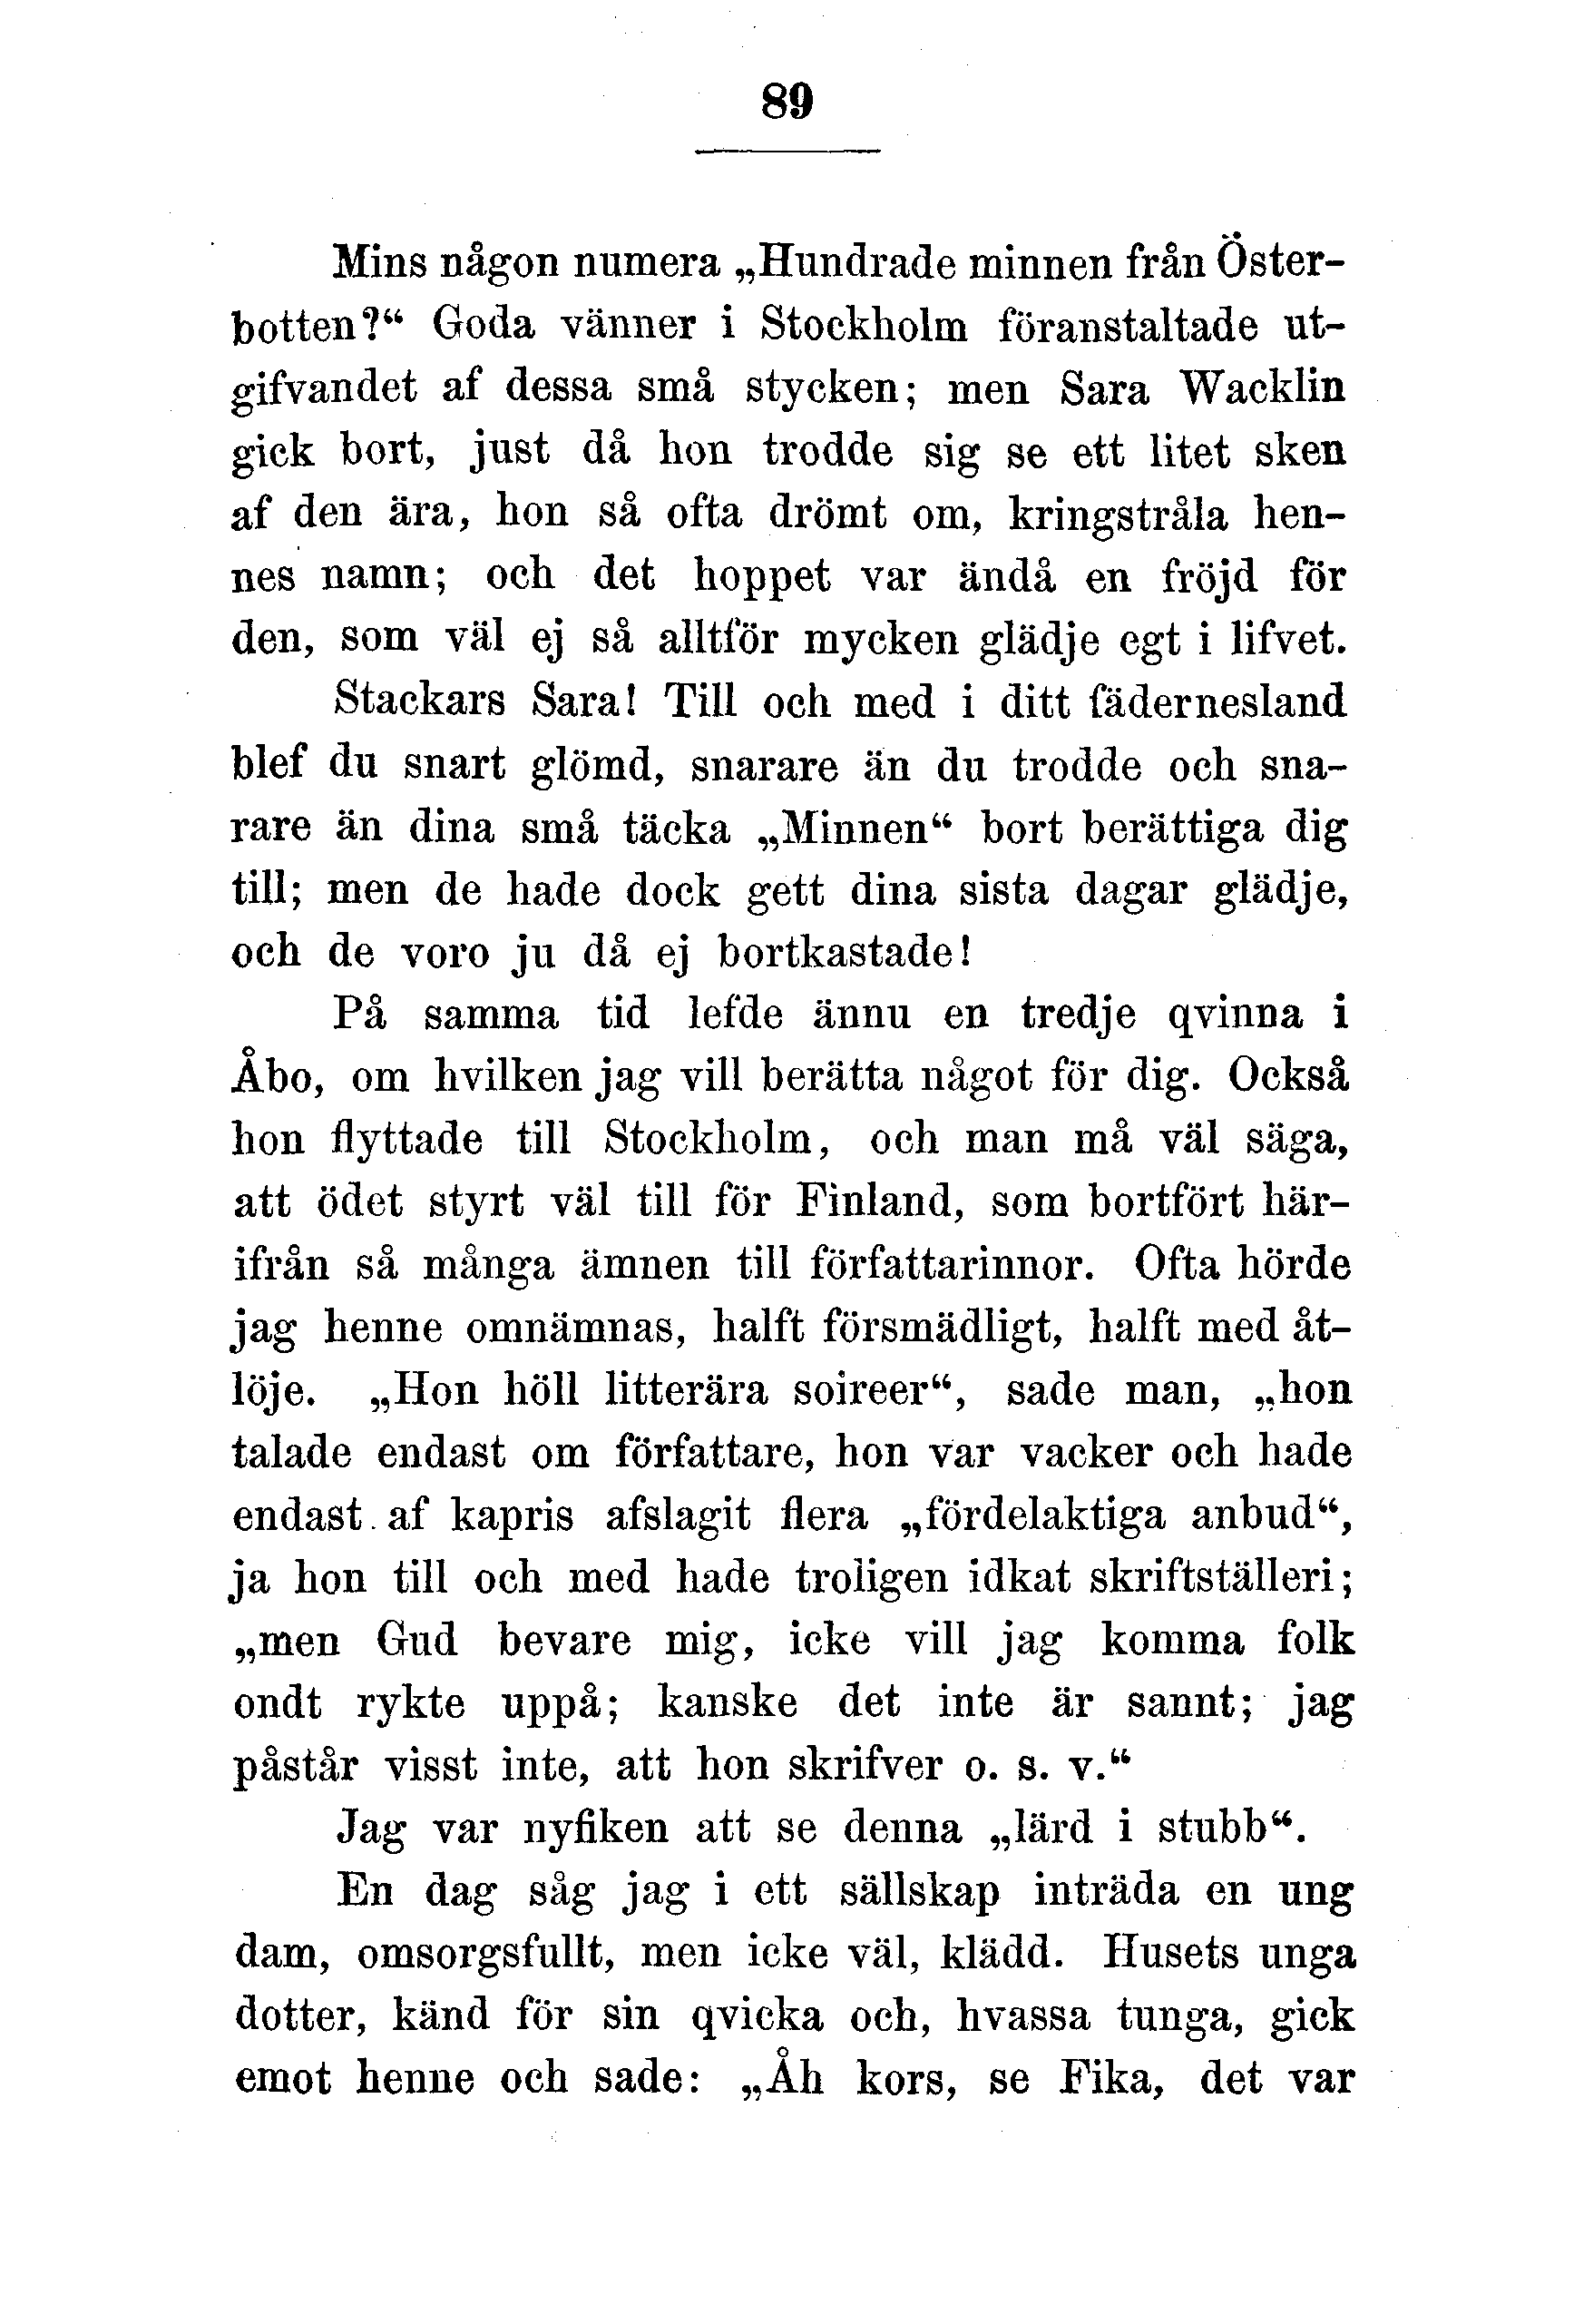 89
Mins någon numera „Hundrade minnen från Öster-
botten?“ Goda vänner i Stockholm föranstaltade ut-
gifvandet af dessa små stycken; men Sara Wacklin
gick bort, just då hon trodde sig se ett litet sken
af den ära, hon så ofta drömt om, kringstråla hen-
nes namn; och det hoppet var ändå en fröjd för
den, som väl ej så alltför mycken glädje egt i lifvet.
Stackars Sara! Till och med i ditt fädernesland
blef du snart glömd, snarare än du trodde och sna-
rare än dina små täcka „Minnen“ bort berättiga dig
till; men de hade dock gett dina sista dagar glädje,
och de voro ju då ej bortkastade!
På samma tid lefde ännu en tredje qvinna i
Åbo, om hvilken jag vill berätta något för dig. Också
hon flyttade till Stockholm, och man må väl säga,
att ödet styrt väl till för Finland, som bortfört här-
ifrån så många ämnen till författarinnor. Ofta hörde
jag henne omnämnas, halft försmädligt, halft med åt-
löje. „Hon höll litterära soireer“, sade man, „hon
talade endast om författare, hon var vacker och hade
endast af kapris afslagit flera „fördelaktiga anbud“,
ja hon till och med hade troligen idkat skriftställeri;
„men Gud bevare mig, icke vill jag komma folk
ondt rykte uppå; kanske det inte är sannt; jag
påstår visst inte, att hon skrifver o. s. v.“
Jag var nyfiken att se denna „lärd i stubb“.
En dag såg jag i ett sällskap inträda en ung
dam, omsorgsfullt, men icke väl, klädd. Husets unga
dotter, känd för sin qvicka och, hvassa tunga, gick
emot henne och sade: „Åh kors, se Fika, det var